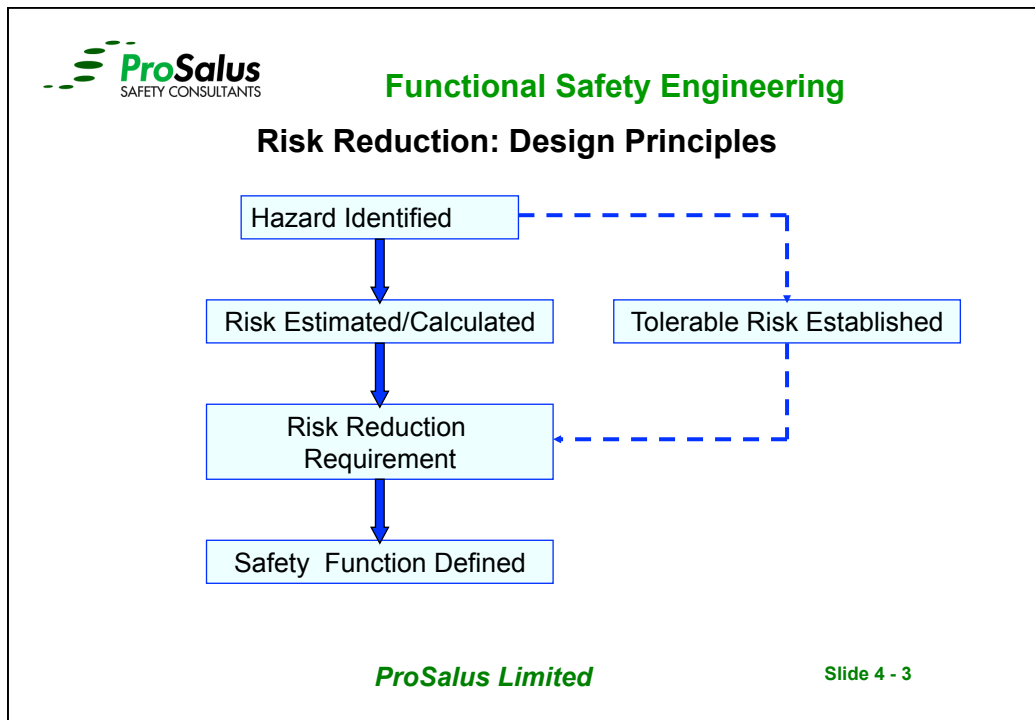 ProSalus
SAFETY CONSULTANTS
Functional Safety Engineering
Risk Reduction: Design Principles
Hazard Identified
Risk Estimated/Calculated
Tolerable Risk Established
Risk Reduction
Requirement
Safety Function Defined
ProSalus Limited
Slide 4 - 3